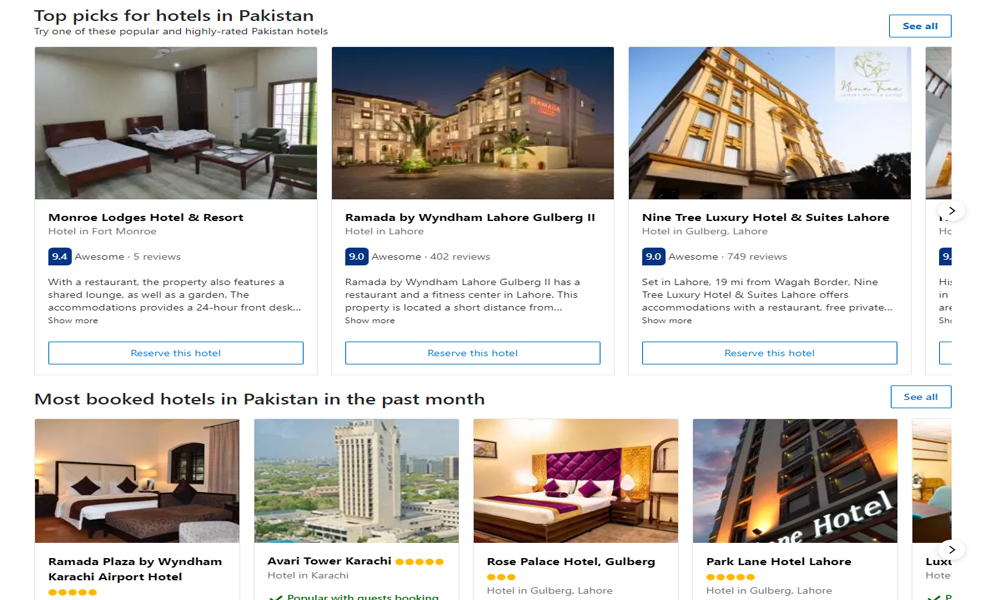 Top picks for hotels in Pakistan
Try one of these popular and highly-rated Pakistan hotels
See all
RAMADA
Nine Tree
Monroe Lodges Hotel & Resort
Hotel in Fort Monroe
9.4 Awesome · 5 reviews
With a restaurant, the property also features a
shared lounge, as well as a garden. The
accommodations provides a 24-hour front desk...
Show more
Reserve this hotel
Ramada by Wyndham Lahore Gulberg II
Hotel in Lahore
9.0 Awesome · 402 reviews
Ramada by Wyndham Lahore Gulberg II has a
restaurant and a fitness center in Lahore. This
property is located a short distance from...
Show more
Reserve this hotel
Nine Tree Luxury Hotel & Suites Lahore
Hotel in Gulberg, Lahore
9.0 Awesome · 749 reviews
Set in Lahore, 19 mi from Wagah Border, Nine
Tree Luxury Hotel & Suites Lahore offers
accommodations with a restaurant, free private...
Show more
Reserve this hotel
Most booked hotels in Pakistan in the past month
See all
Hotel
Ramada Plaza by Wyndham
Karachi Airport Hotel
Avari Tower Karachi
Hotel in Karachi
Popular with guests booking
Rose Palace Hotel, Gulberg
Hotel in Gulberg, Lahore
Park Lane Hotel Lahore
Hotel in Gulberg, Lahore